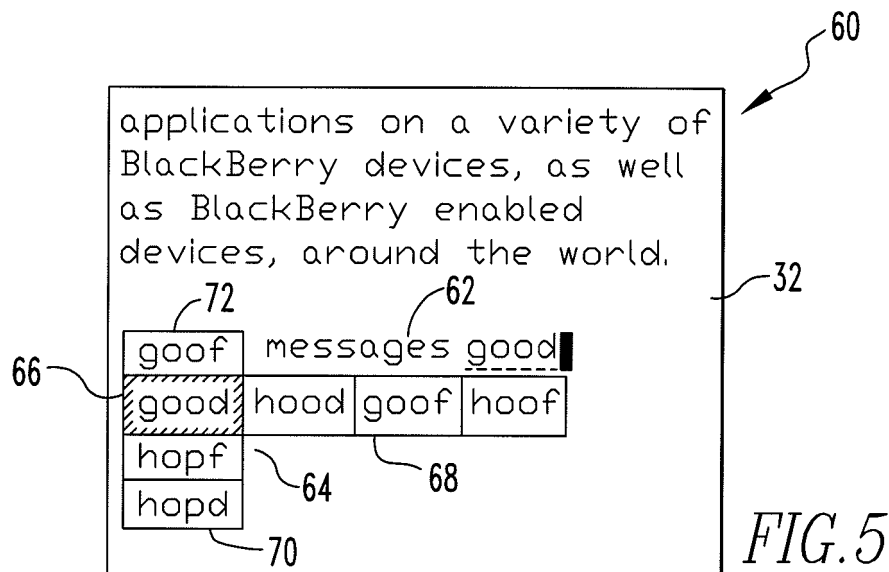 60
applications on a variety of
BlackBerry devices, as well
as BlackBerry enabled
devices, around the world.
32
72 62
goof messages good
66 good hood goof hoof
hopf 64 68
hopd
70
FIG.5